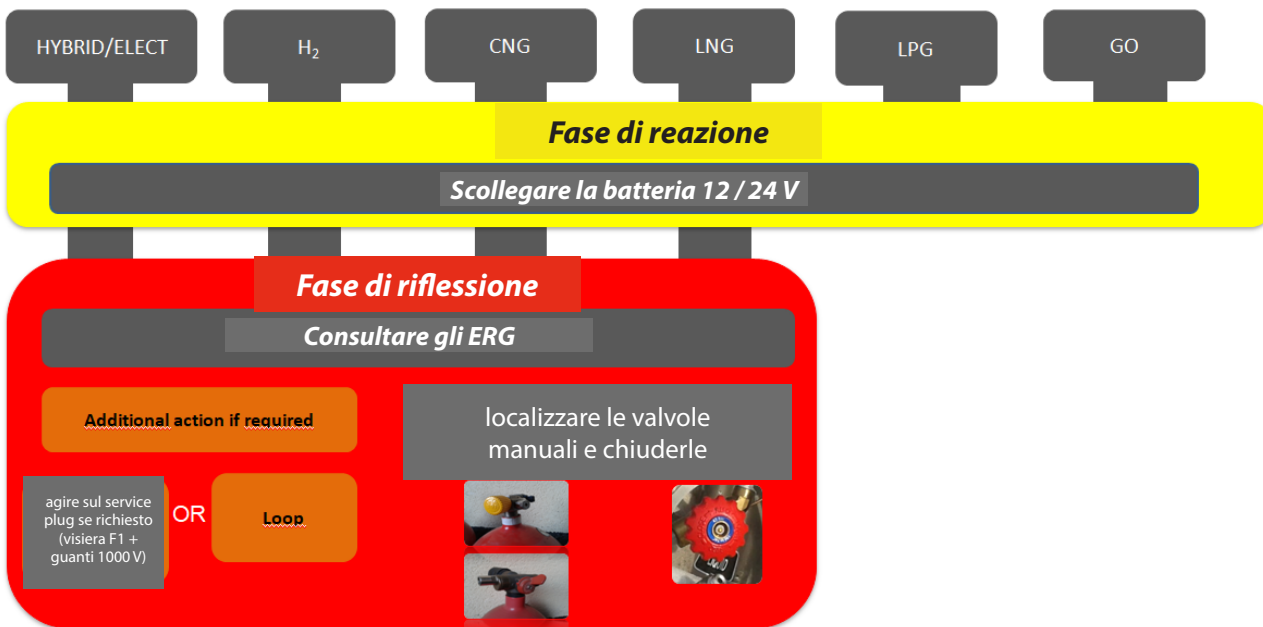 HYBRID/ELECT
H₂
CNG
LNG
LPG
GO
Fase di reazione
Scollegare la batteria 12 / 24 V
Fase di riflessione
Consultare gli ERG
Additional action if required
localizzare le valvole
manuali e chiuderle
agire sul service
plug se richiesto
(visiera F1 +
guanti 1000 V)
OR
Loop